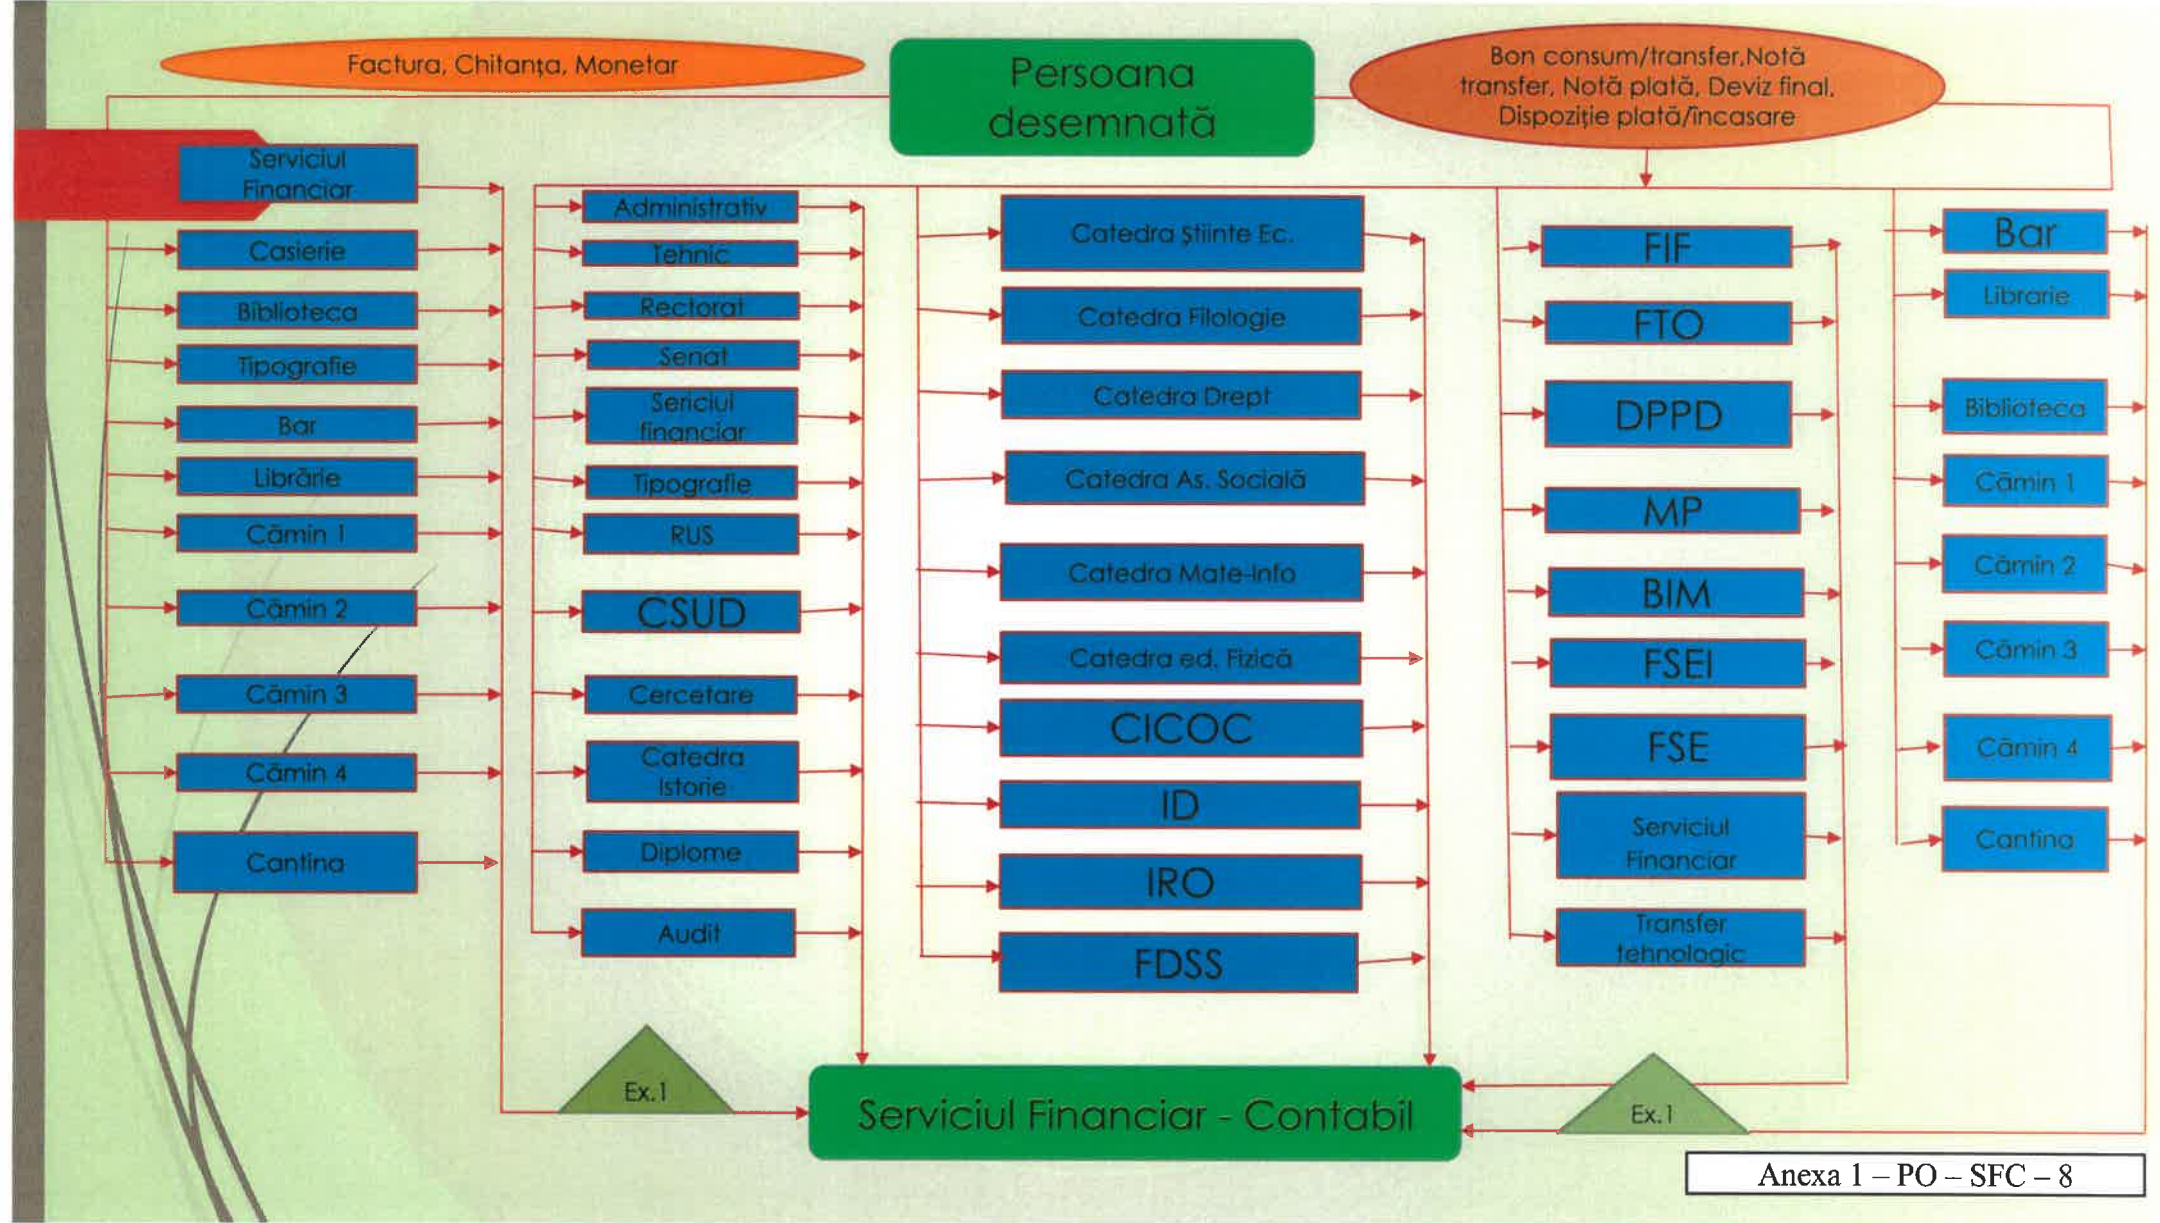 Factura, Chitanța, Monetar
Persoana
desemnată
Bon consum/transfer,Notă
transfer, Notă plată, Deviz final,
Dispoziție plată/încasare
Serviciul
Financiar
Casierie
Biblioteca
Tipografie
Bar
Librărie
Cămin 1
Cămin 2
Cămin 3
Cămin 4
Cantina
Administrativ
Tehnic
Rectorat
Senat
Sericiul
financiar
Tipografie
RUS
CSUD
Cercetare
Catedra
Istorie
Diplome
Audit
Catedra Științe Ec.
Catedra Filologie
Catedra Drept
Catedra As. Socială
Catedra Mate-Info
Catedra ed. Fizică
CICOC
ID
IRO
FDSS
FIF
FTO
DPPD
MP
BIM
FSEI
FSE
Serviciul
Financiar
Transfer
tehnologic
Bar
Librarie
Biblioteca
Cămin 1
Cămin 2
Cămin 3
Cămin 4
Cantina
Ex.1
Serviciul Financiar - Contabil
Ex.1
Anexa 1 – PO – SFC – 8